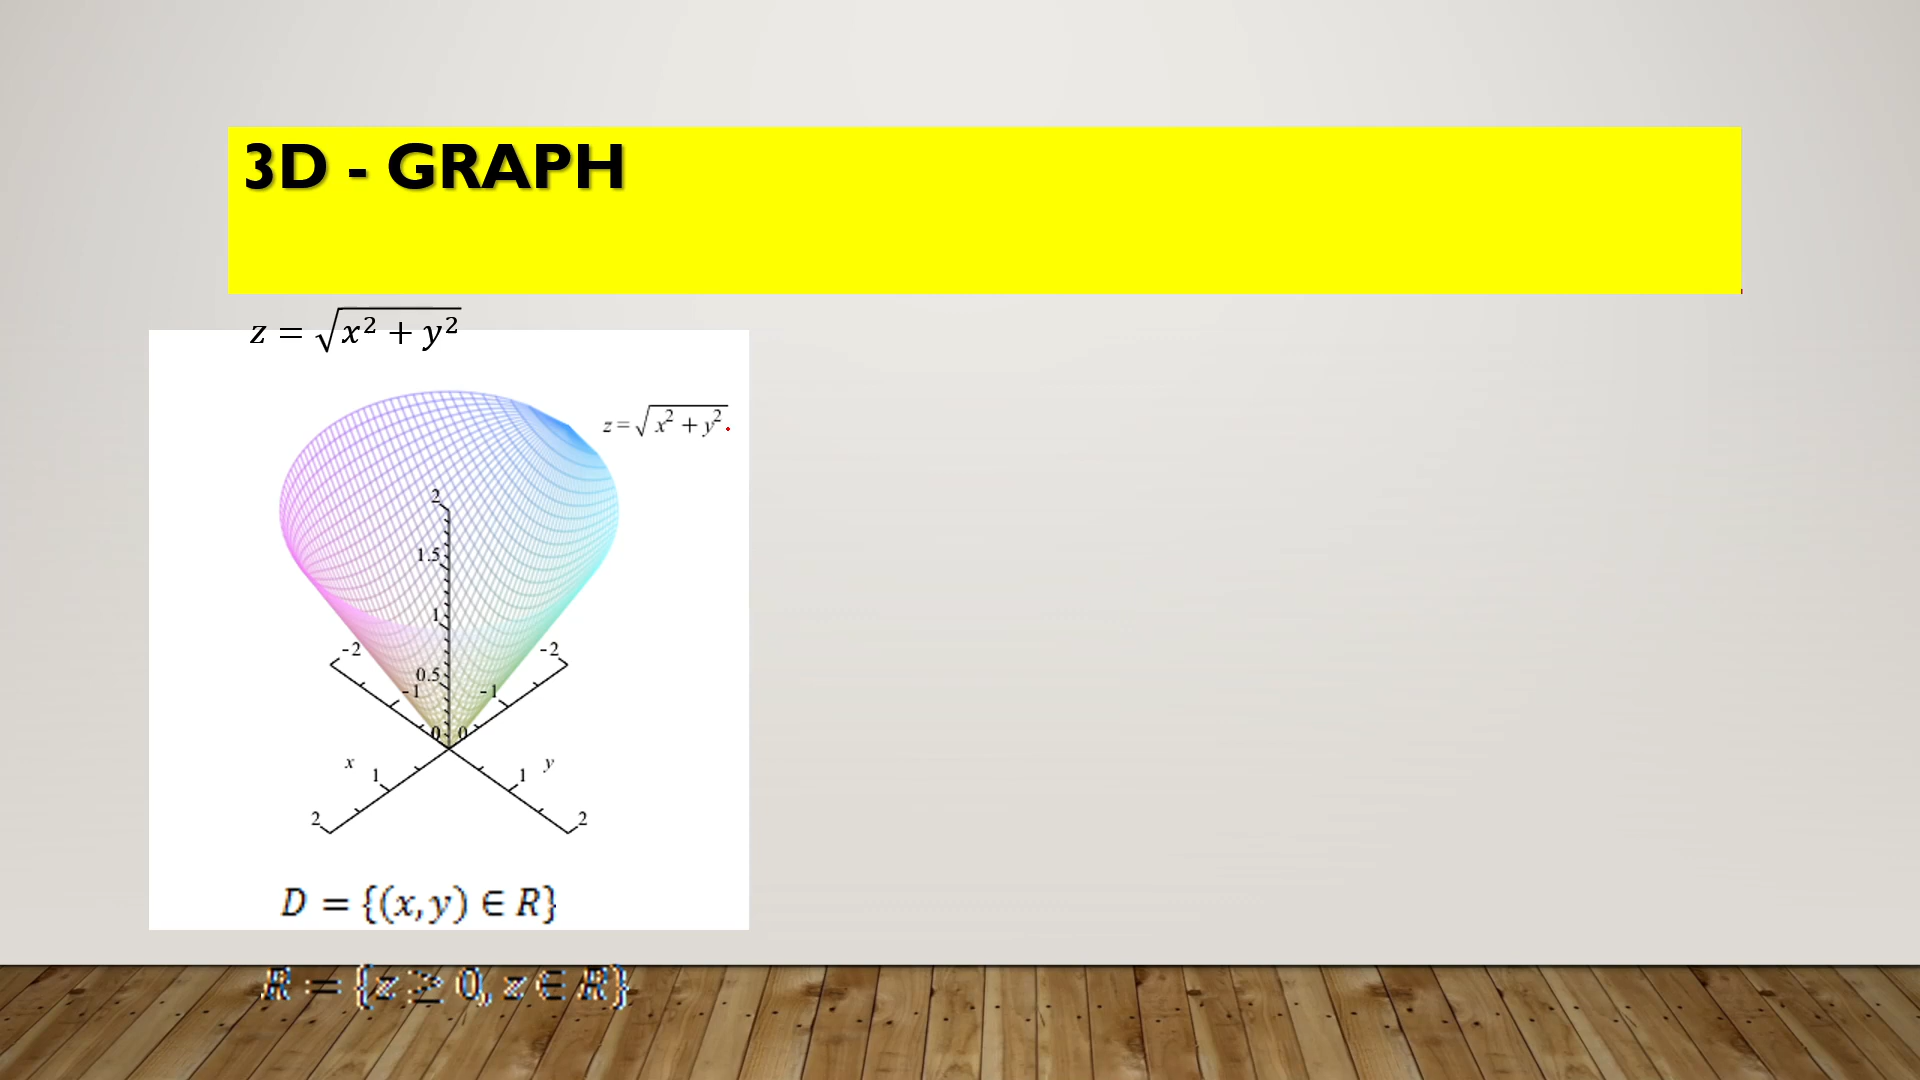 3D - GRAPH
z = √(x² + y²)
z = √(x² + y²).
2
1.5
1
0.5
0 0
-2 -2
-1 -1
x y
1 1
2 2
D = {(x, y) ∈ R}
R = {z ≥ 0, z ∈ R}